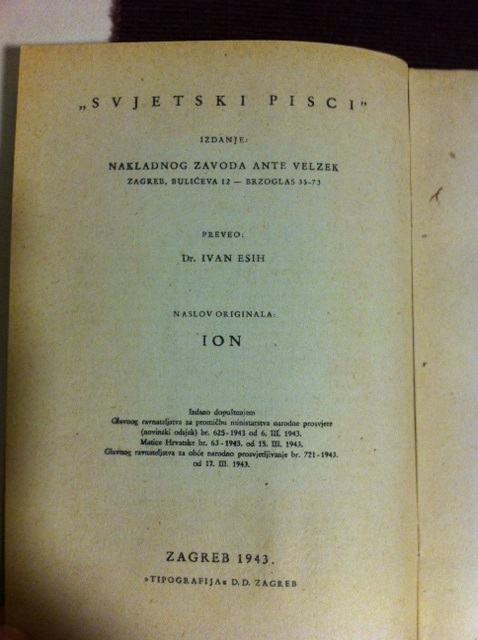 „SVJETSKI PISCI"
IZDANJE:
NAKLADNOG ZAVODA ANTE VELZEK
ZAGREB, BULIĆEVA 12 — BRZOGLAS 35-73
PREVEO:
Dr. IVAN ESIH
NASLOV ORIGINALA:
ION
Izdano dopuštenjem
Glavnog ravnateljstva za promičbu ministarstva narodne prosvjete
(novinski odsjek) br. 625-1943 od 6. III. 1943.
Matice Hrvatske br. 63-1943. od 15. III. 1943.
Glavnog ravnateljstva za obće narodno prosvjetljivanje br. 721-1943.
od 17. III. 1943.
ZAGREB 1943.
»TIPOGRAFIJA« D. D. ZAGREB